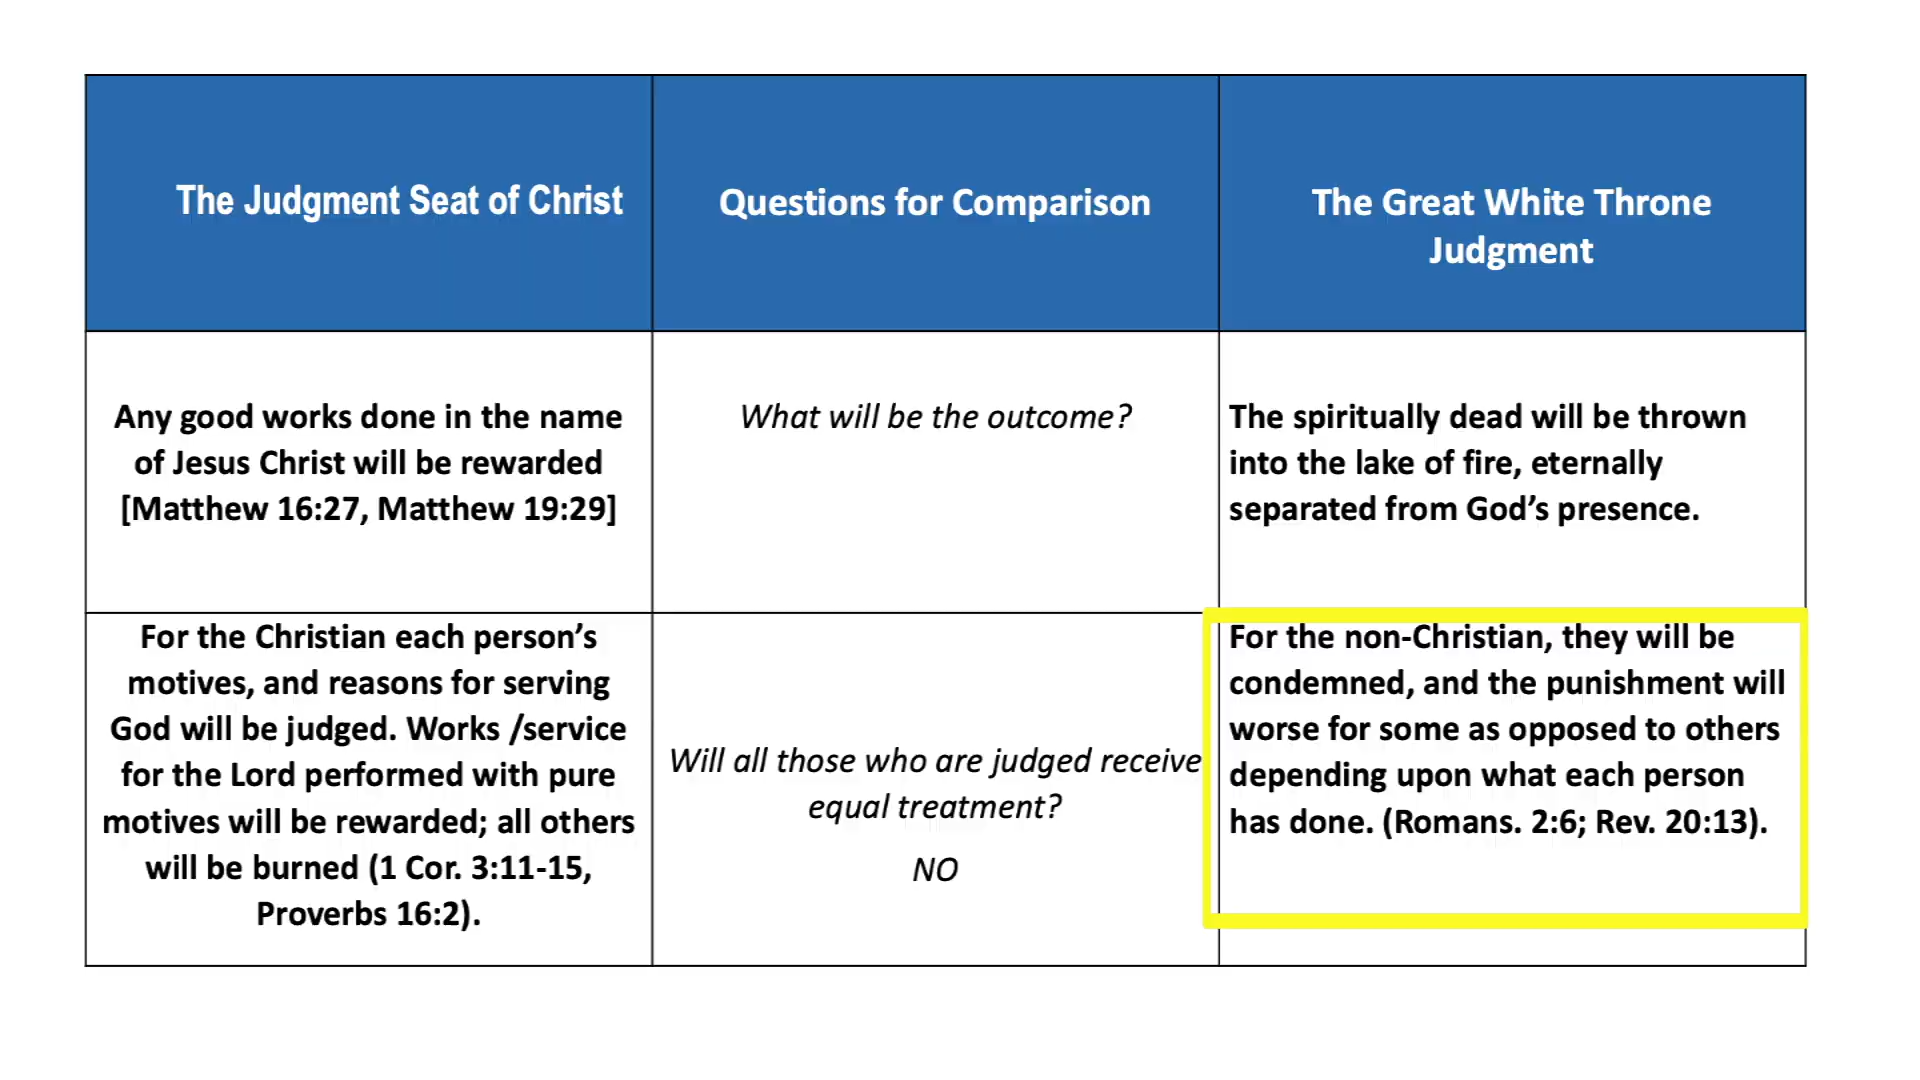 The Judgment Seat of Christ
Questions for Comparison
The Great White Throne
Judgment
Any good works done in the name
of Jesus Christ will be rewarded
[Matthew 16:27, Matthew 19:29]
What will be the outcome?
The spiritually dead will be thrown
into the lake of fire, eternally
separated from God’s presence.
For the Christian each person’s
motives, and reasons for serving
God will be judged. Works /service
for the Lord performed with pure
motives will be rewarded; all others
will be burned (1 Cor. 3:11-15,
Proverbs 16:2).
Will all those who are judged receive
equal treatment?
NO
For the non-Christian, they will be
condemned, and the punishment will
worse for some as opposed to others
depending upon what each person
has done. (Romans. 2:6; Rev. 20:13).